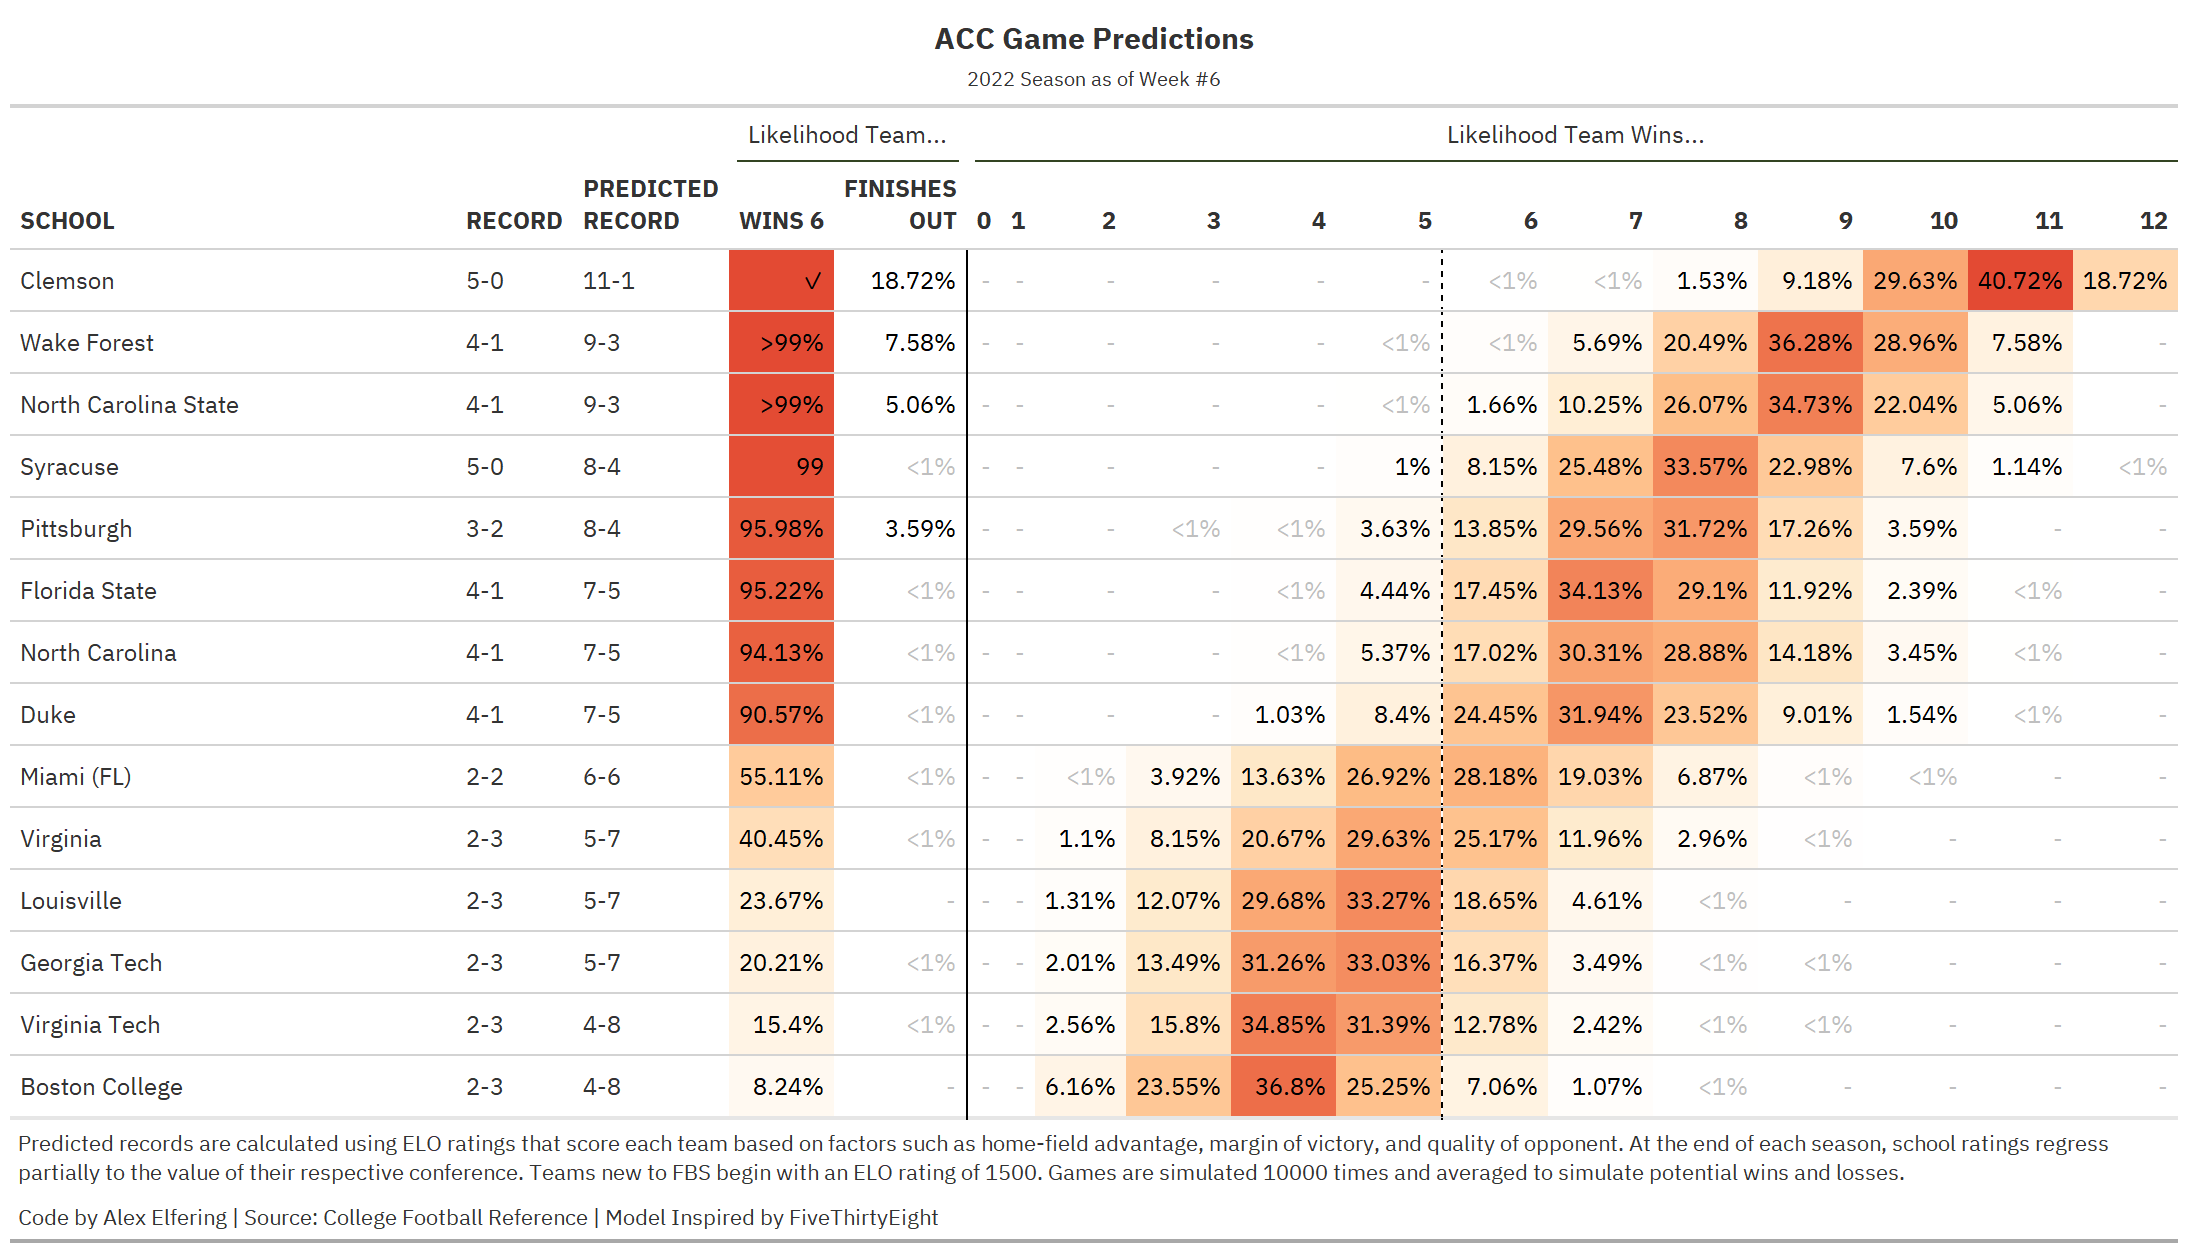 ACC Game Predictions
2022 Season as of Week #6
Likelihood Team... Likelihood Team Wins...
SCHOOL RECORD PREDICTED RECORD WINS 6 FINISHES OUT 0 1 2 3 4 5 6 7 8 9 10 11 12
Clemson 5-0 11-1 ✓ 18.72% - - - - - - <1% <1% 1.53% 9.18% 29.63% 40.72% 18.72%
Wake Forest 4-1 9-3 >99% 7.58% - - - - - <1% <1% 5.69% 20.49% 36.28% 28.96% 7.58% -
North Carolina State 4-1 9-3 >99% 5.06% - - - - - <1% 1.66% 10.25% 26.07% 34.73% 22.04% 5.06% -
Syracuse 5-0 8-4 99 <1% - - - - - 1% 8.15% 25.48% 33.57% 22.98% 7.6% 1.14% <1%
Pittsburgh 3-2 8-4 95.98% 3.59% - - - <1% <1% 3.63% 13.85% 29.56% 31.72% 17.26% 3.59% - -
Florida State 4-1 7-5 95.22% <1% - - - - <1% 4.44% 17.45% 34.13% 29.1% 11.92% 2.39% <1% -
North Carolina 4-1 7-5 94.13% <1% - - - - <1% 5.37% 17.02% 30.31% 28.88% 14.18% 3.45% <1% -
Duke 4-1 7-5 90.57% <1% - - - - 1.03% 8.4% 24.45% 31.94% 23.52% 9.01% 1.54% <1% -
Miami (FL) 2-2 6-6 55.11% <1% - - <1% 3.92% 13.63% 26.92% 28.18% 19.03% 6.87% <1% <1% - -
Virginia 2-3 5-7 40.45% <1% - - 1.1% 8.15% 20.67% 29.63% 25.17% 11.96% 2.96% <1% - - -
Louisville 2-3 5-7 23.67% - - - 1.31% 12.07% 29.68% 33.27% 18.65% 4.61% <1% - - - -
Georgia Tech 2-3 5-7 20.21% <1% - - 2.01% 13.49% 31.26% 33.03% 16.37% 3.49% <1% <1% - - -
Virginia Tech 2-3 4-8 15.4% <1% - - 2.56% 15.8% 34.85% 31.39% 12.78% 2.42% <1% <1% - - -
Boston College 2-3 4-8 8.24% - - - 6.16% 23.55% 36.8% 25.25% 7.06% 1.07% <1% - - - -
Predicted records are calculated using ELO ratings that score each team based on factors such as home-field advantage, margin of victory, and quality of opponent. At the end of each season, school ratings regress
partially to the value of their respective conference. Teams new to FBS begin with an ELO rating of 1500. Games are simulated 10000 times and averaged to simulate potential wins and losses.
Code by Alex Elfering | Source: College Football Reference | Model Inspired by FiveThirtyEight